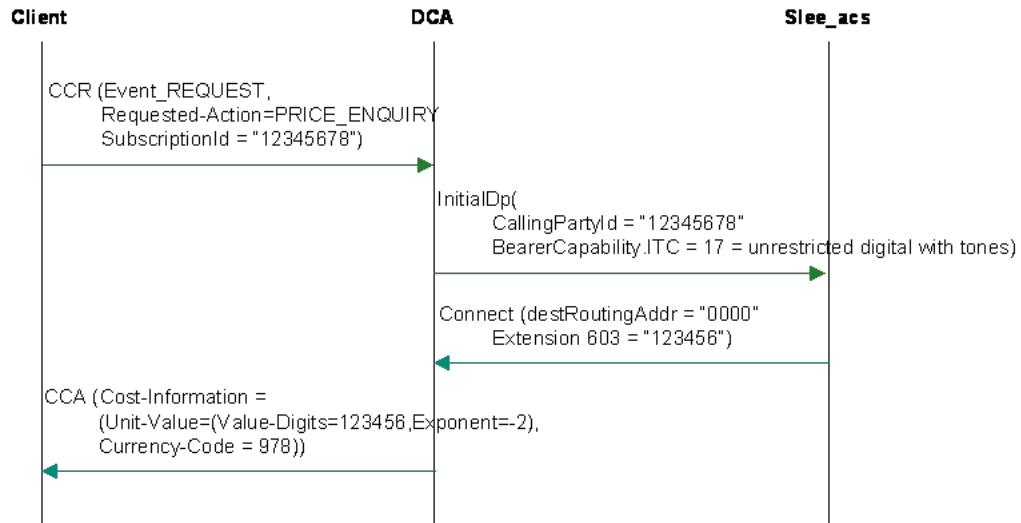 Client DCA Slee_acs
CCR (Event_REQUEST,
Requested-Action=PRICE_ENQUIRY
SubscriptionId = "12345678")
InitialDp(
CallingPartyId = "12345678"
BearerCapability.ITC = 17 = unrestricted digital with tones)
Connect (destRoutingAddr = "0000"
Extension 603 = "123456")
CCA (Cost-Information =
(Unit-Value=(Value-Digits=123456,Exponent=-2),
Currency-Code = 978))